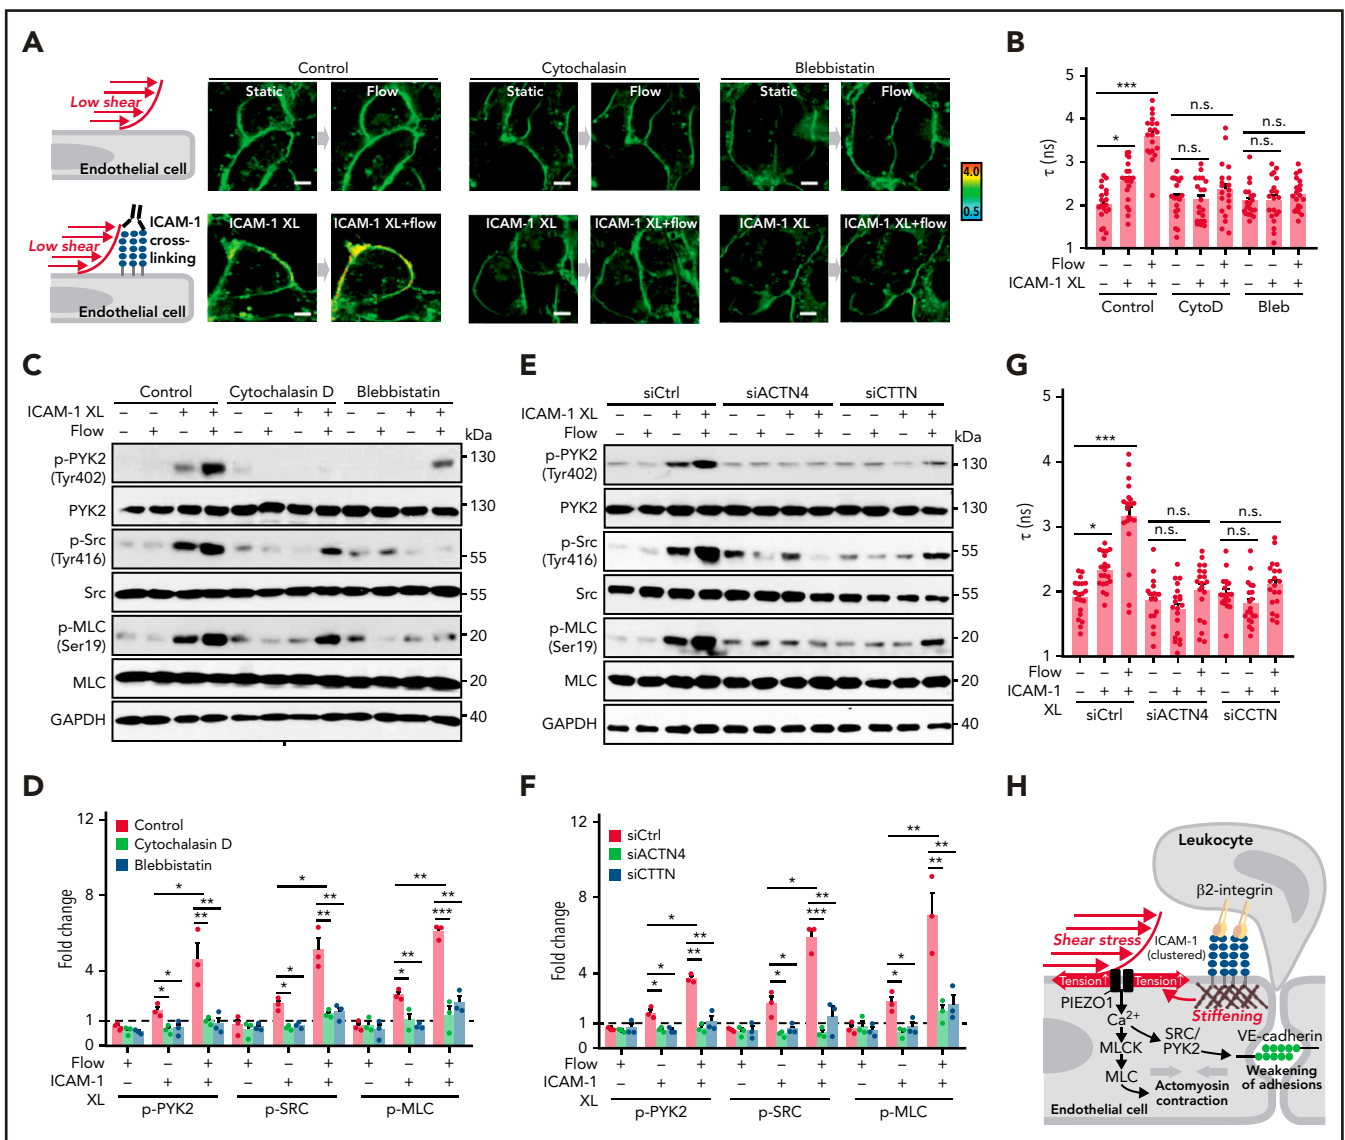 A
Control
Cytochalasin
Blebbistatin
Static
Flow
Static
Flow
Static
Flow
Low shear
Endothelial cell
ICAM-1
cross-
linking
Low shear
Endothelial cell
ICAM-1 XL
ICAM-1 XL+flow
ICAM-1 XL
ICAM-1 XL+flow
ICAM-1 XL
ICAM-1 XL+flow
4.0
0.5
B
τ (ns)
5
4
3
2
1
***
*
n.s.
n.s.
n.s.
n.s.
Flow – – + – – + – – +
ICAM-1 XL – + + – + + – + +
Control CytoD Bleb
C
Control Cytochalasin D Blebbistatin
ICAM-1 XL – – + + – – + + – – + +
Flow – + – + – + – + – + – +
kDa
p-PYK2
(Tyr402)
130
PYK2
130
p-Src
(Tyr416)
55
Src
55
p-MLC
(Ser19)
20
MLC
20
GAPDH
40
E
siCtrl siACTN4 siCTTN
ICAM-1 XL – – + + – – + + – – + +
Flow – + – + – + – + – + – +
kDa
p-PYK2
(Tyr402)
130
PYK2
130
p-Src
(Tyr416)
55
Src
55
p-MLC
(Ser19)
20
MLC
20
GAPDH
40
G
τ (ns)
5
4
3
2
1
***
*
n.s.
n.s.
n.s.
n.s.
Flow – – + – – + – – +
ICAM-1 – + + – + + – + +
XL
siCtrl siACTN4 siCCTN
D
Fold change
12
8
4
1
0
Control
Cytochalasin D
Blebbistatin
*
*
*
**
**
*
*
*
**
**
**
*
**
***
**
Flow + – + + – + + – +
ICAM-1 – + + – + + – + +
XL
p-PYK2 p-SRC p-MLC
F
Fold change
12
8
4
1
0
siCtrl
siACTN4
siCTTN
*
*
*
**
**
*
*
*
***
**
*
*
**
**
**
Flow + – + + – + + – +
ICAM-1 – + + – + + – + +
XL
p-PYK2 p-SRC p-MLC
H
Leukocyte
β2-integrin
Shear stress
ICAM-1
(clustered)
Tension↑
Tension↑
PIEZO1
Stiffening
Ca2+
SRC/
PYK2
MLCK
MLC
VE-cadherin
Weakening
of adhesions
Actomyosin
contraction
Endothelial cell